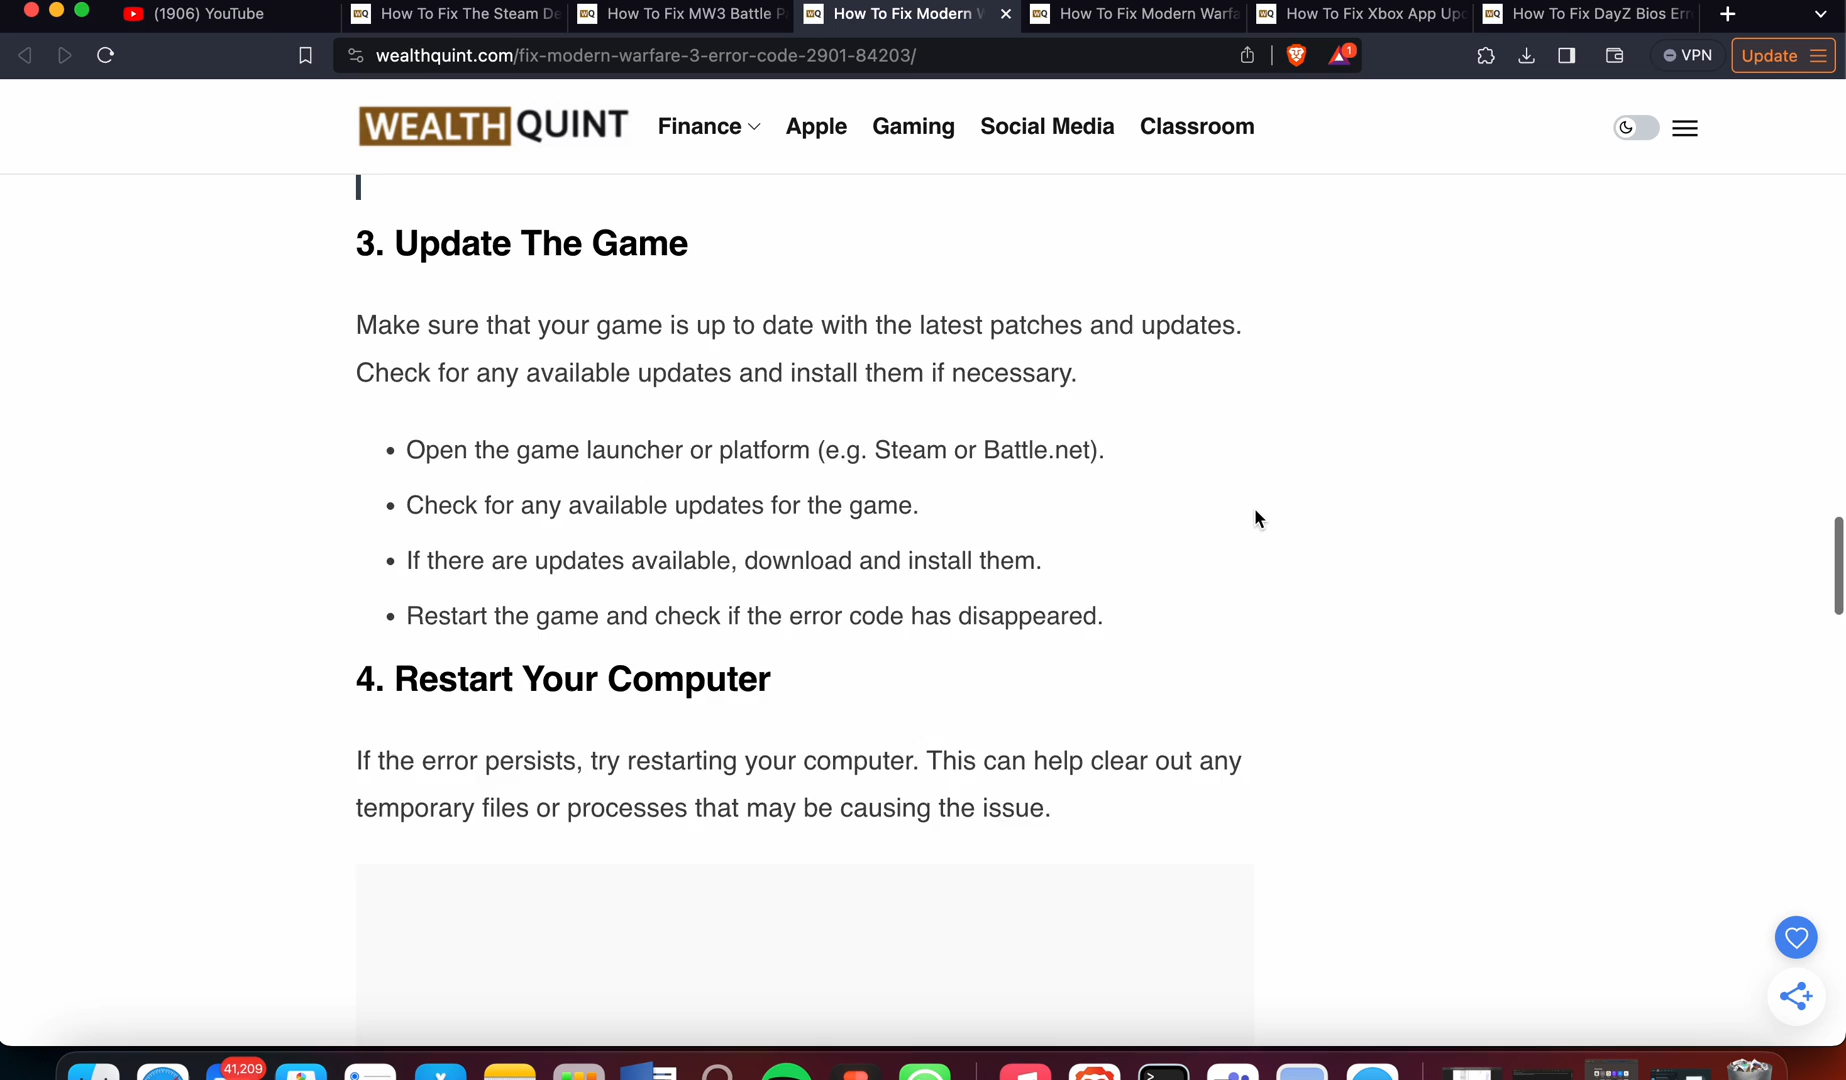 (1906) YouTube
How To Fix The Steam De
How To Fix MW3 Battle P
How To Fix Modern W
How To Fix Modern Warfa
How To Fix Xbox App Upd
How To Fix DayZ Bios Err
wealthquint.com/fix-modern-warfare-3-error-code-2901-84203/
1
VPN
Update
WEALTH QUINT
Finance
Apple
Gaming
Social Media
Classroom
3. Update The Game
Make sure that your game is up to date with the latest patches and updates.
Check for any available updates and install them if necessary.
• Open the game launcher or platform (e.g. Steam or Battle.net).
• Check for any available updates for the game.
• If there are updates available, download and install them.
• Restart the game and check if the error code has disappeared.
4. Restart Your Computer
If the error persists, try restarting your computer. This can help clear out any
temporary files or processes that may be causing the issue.
41,209